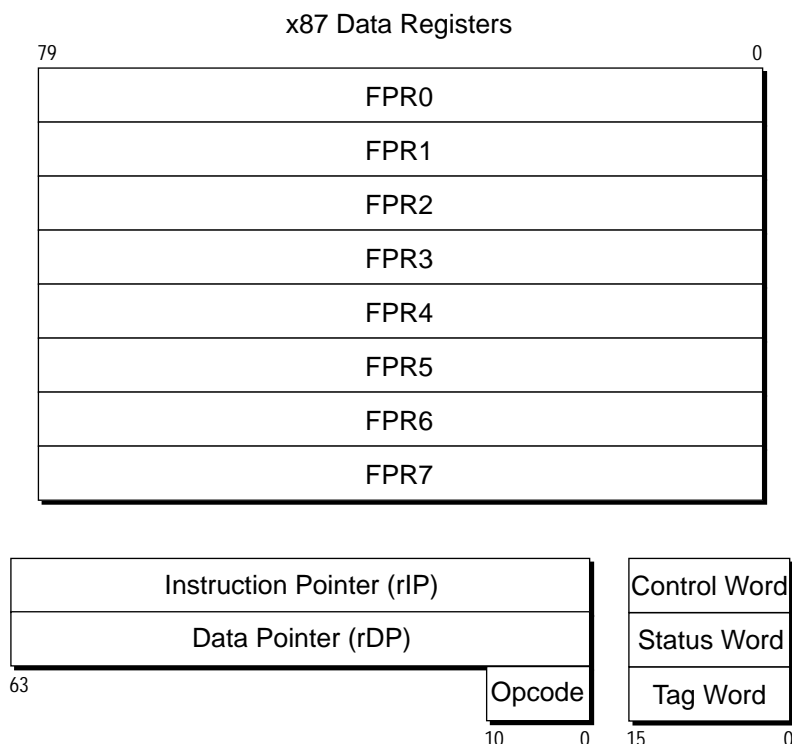 x87 Data Registers
79 0
FPR0
FPR1
FPR2
FPR3
FPR4
FPR5
FPR6
FPR7
Instruction Pointer (rIP) Control Word
Data Pointer (rDP) Status Word
63 Opcode Tag Word
10 0 15 0